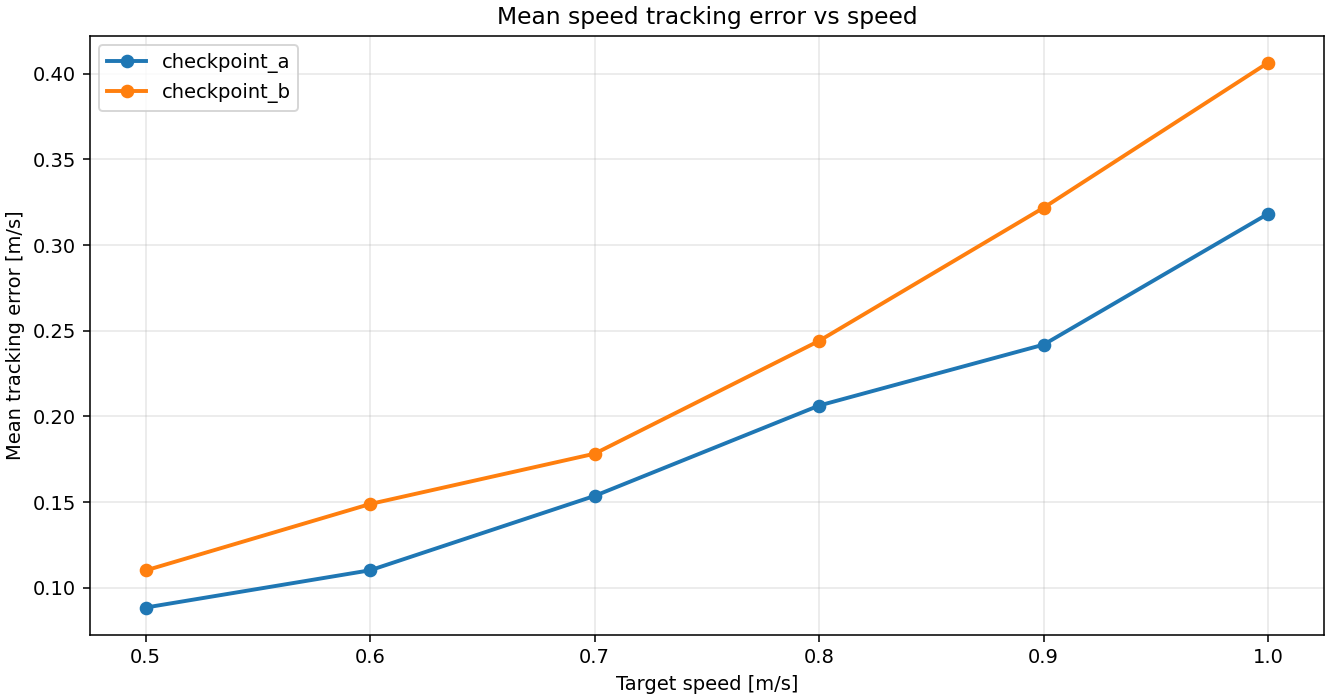 Mean speed tracking error vs speed
checkpoint_a
checkpoint_b
Mean tracking error [m/s]
0.40
0.35
0.30
0.25
0.20
0.15
0.10
0.5 0.6 0.7 0.8 0.9 1.0
Target speed [m/s]